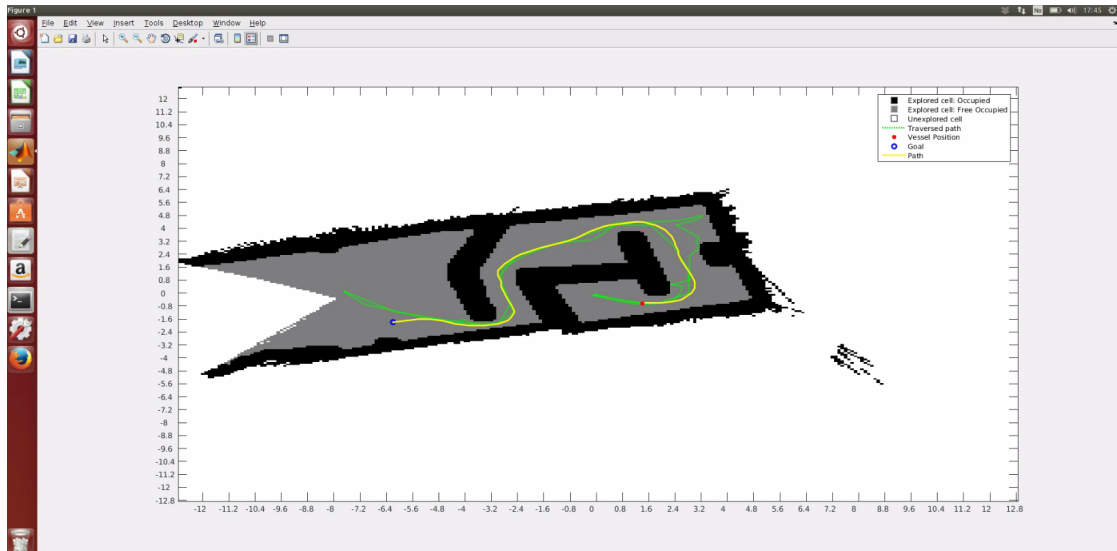 Figure 1
No 17:45
File Edit View Insert Tools Desktop Window Help
12
11.2
10.4
9.6
8.8
8
7.2
6.4
5.6
4.8
4
3.2
2.4
1.6
0.8
0
-0.8
-1.6
-2.4
-3.2
-4
-4.8
-5.6
-6.4
-7.2
-8
-8.8
-9.6
-10.4
-11.2
-12
-12.8
-12 -11.2 -10.4 -9.6 -8.8 -8 -7.2 -6.4 -5.6 -4.8 -4 -3.2 -2.4 -1.6 -0.8 0 0.8 1.6 2.4 3.2 4 4.8 5.6 6.4 7.2 8 8.8 9.6 10.4 11.2 12 12.8
Explored cell: Occupied
Explored cell: Free Occupied
Unexplored cell
Traversed path
Vessel Position
Goal
Path